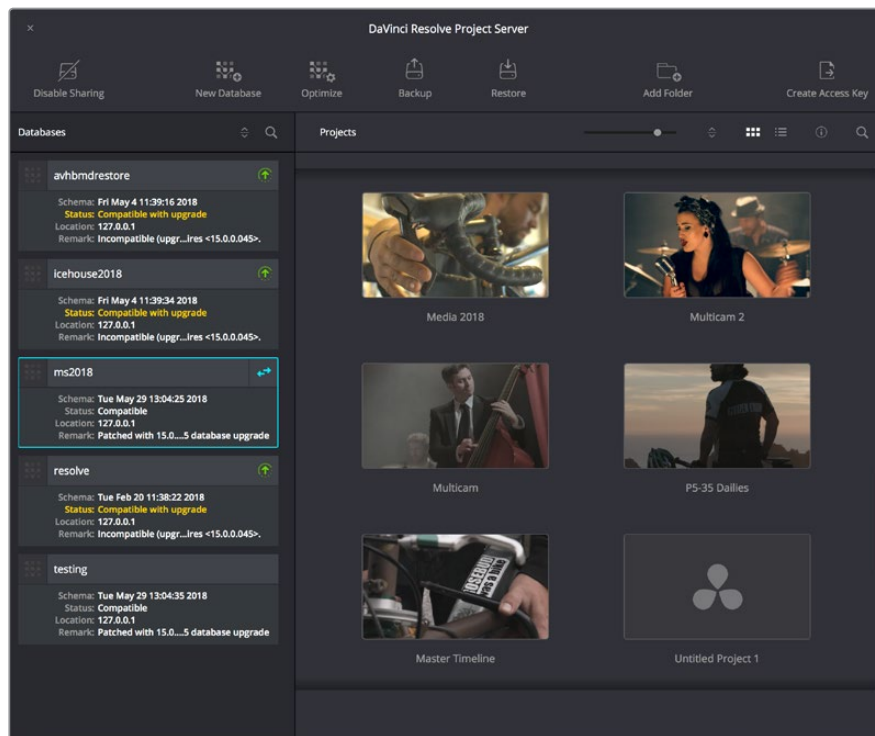 DaVinci Resolve Project Server
Disable Sharing
New Database
Optimize
Backup
Restore
Add Folder
Create Access Key
Databases
Projects
avhbmdrestore
Schema: Fri May 4 11:39:16 2018
Status: Compatible with upgrade
Location: 127.0.0.1
Remark: Incompatible (upgr...ires <15.0.0.045>.
icehouse2018
Schema: Fri May 4 11:39:34 2018
Status: Compatible with upgrade
Location: 127.0.0.1
Remark: Incompatible (upgr...ires <15.0.0.045>.
ms2018
Schema: Tue May 29 13:04:25 2018
Status: Compatible
Location: 127.0.0.1
Remark: Patched with 15.0....5 database upgrade
resolve
Schema: Tue Feb 20 11:38:22 2018
Status: Compatible with upgrade
Location: 127.0.0.1
Remark: Incompatible (upgr...ires <15.0.0.045>.
testing
Schema: Tue May 29 13:04:35 2018
Status: Compatible
Location: 127.0.0.1
Remark: Patched with 15.0....5 database upgrade
Media 2018
Multicam 2
Multicam
P5-35 Dailies
ROSEBUD
Master Timeline
Untitled Project 1